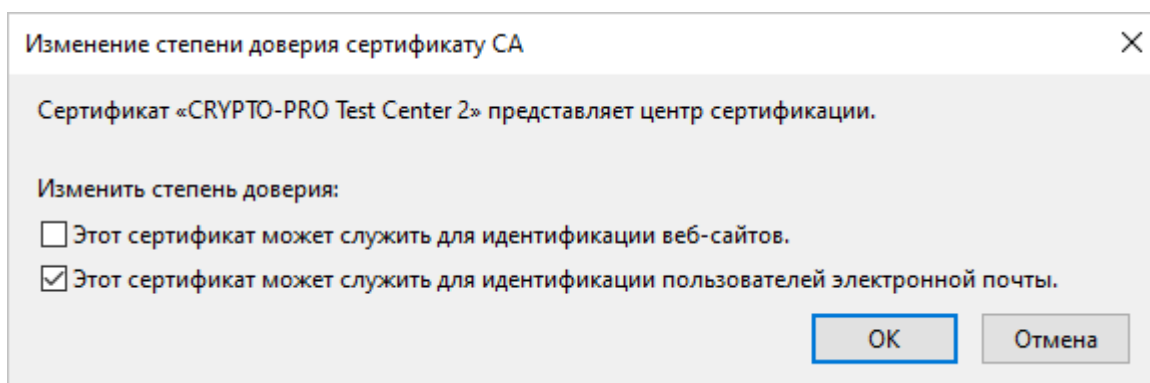 Изменение степени доверия сертификату CA
Сертификат «CRYPTO-PRO Test Center 2» представляет центр сертификации.
Изменить степень доверия:
Этот сертификат может служить для идентификации веб-сайтов.
Этот сертификат может служить для идентификации пользователей электронной почты.
ОК
Отмена